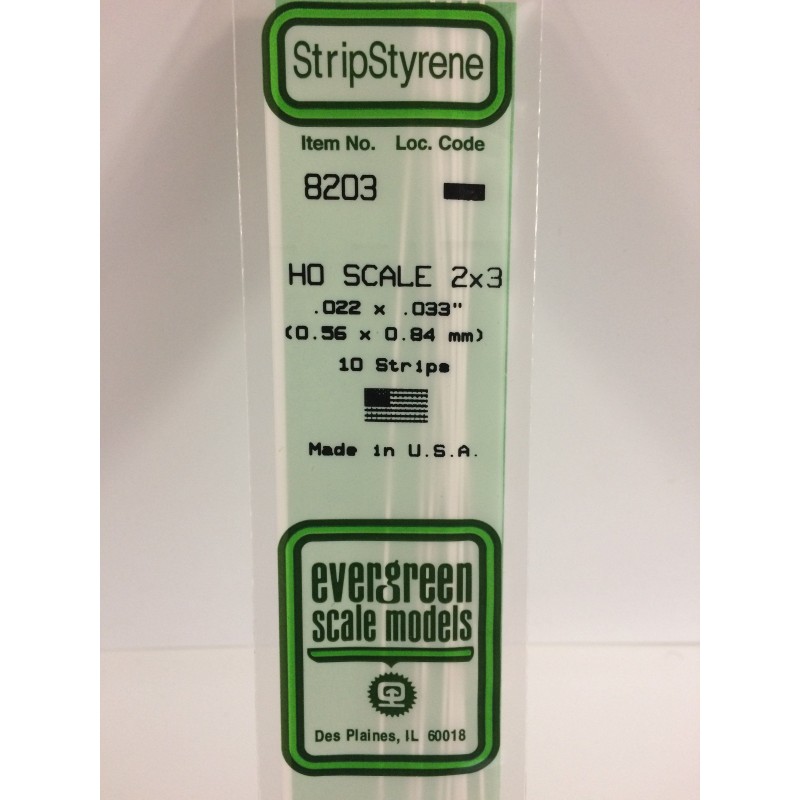 StripStyrene
Item No. Loc. Code
8203
HO SCALE 2x3
.022 x .033"
(0.56 x 0.84 mm)
10 Strips
Made in U.S.A.
evergreen
scale models
Des Plaines, IL 60018